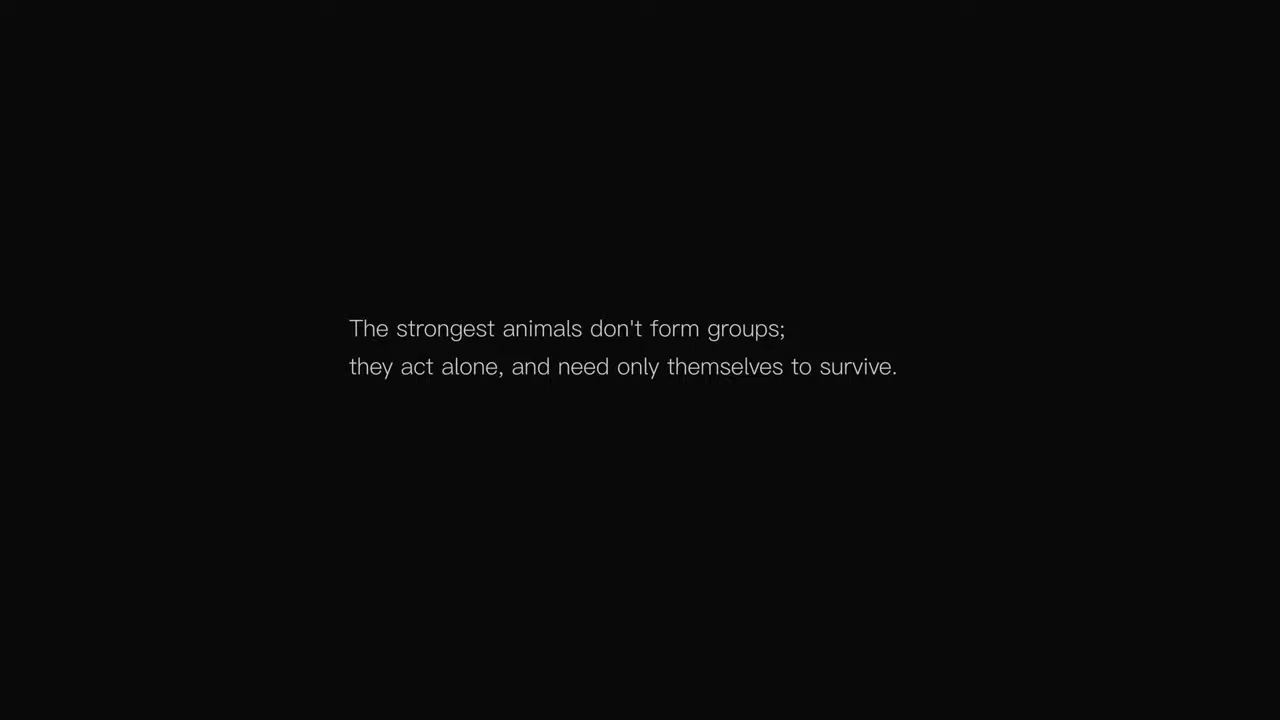 The strongest animals don't form groups;
they act alone, and need only themselves to survive.